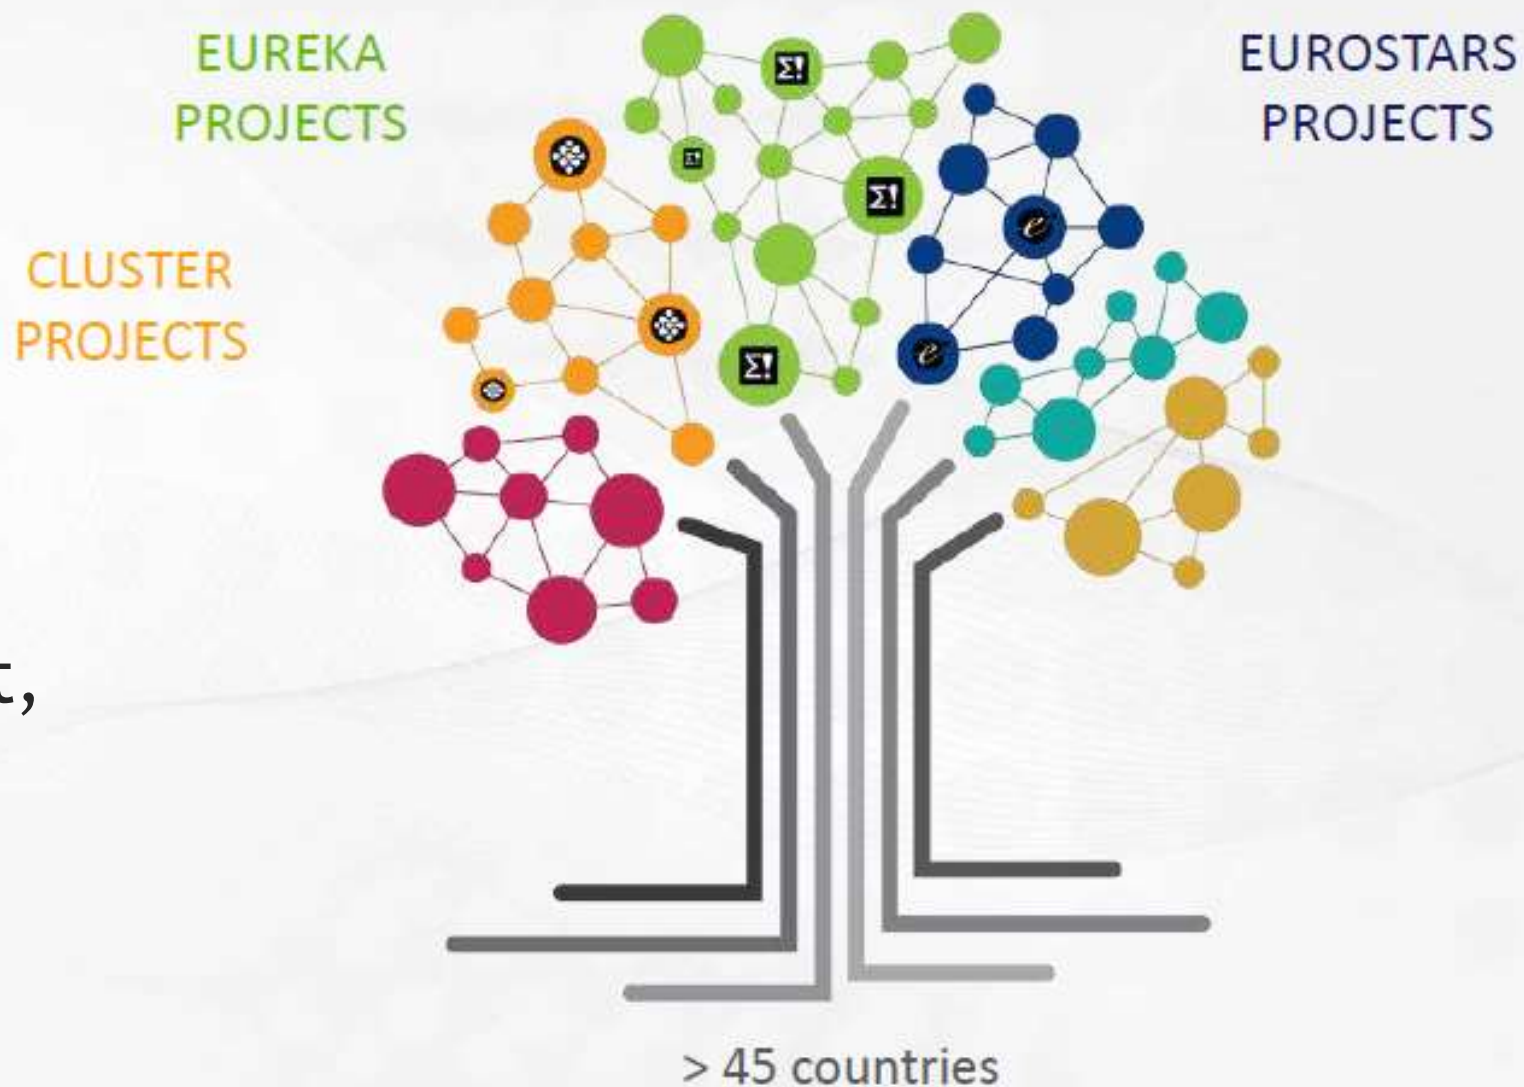 EUREKA
PROJECTS
EUROSTARS
PROJECTS
CLUSTER
PROJECTS
Σ!
Σ!
Σ!
Σ!
e
e
t,
> 45 countries